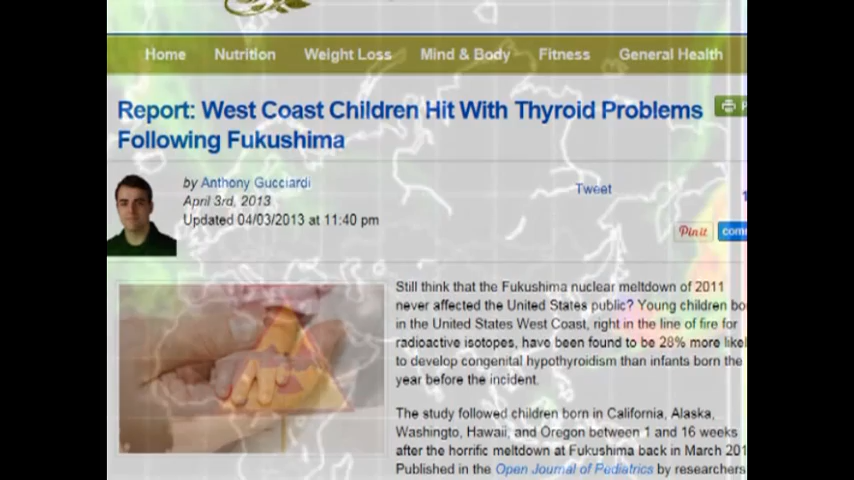 Home Nutrition Weight Loss Mind & Body Fitness General Health
Report: West Coast Children Hit With Thyroid Problems
Following Fukushima
by Anthony Gucciardi
April 3rd, 2013
Updated 04/03/2013 at 11:40 pm
Tweet
Pin it
Still think that the Fukushima nuclear meltdown of 2011
never affected the United States public? Young children
in the United States West Coast, right in the line of fire for
radioactive isotopes, have been found to be 28% more
to develop congenital hypothyroidism than infants born the
year before the incident.
The study followed children born in California, Alaska,
Washingto, Hawaii, and Oregon between 1 and 16 weeks
after the horrific meltdown at Fukushima back in March
Published in the Open Journal of Pediatrics by researchers